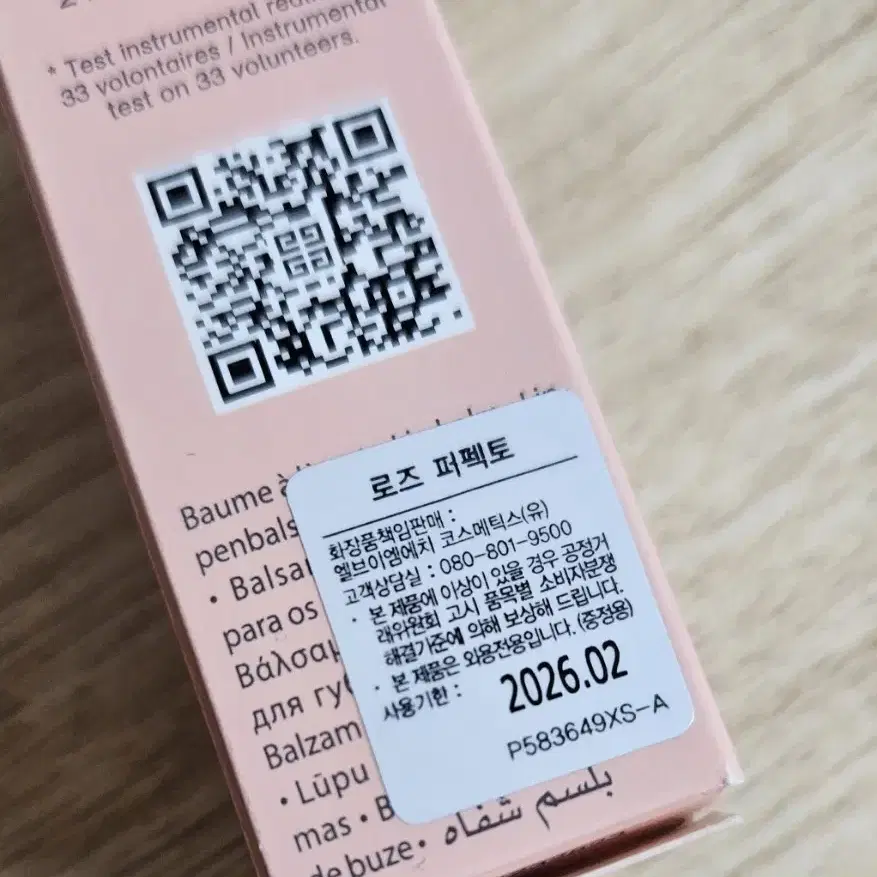 * Test instrumental
33 volontaires / Instrumental
test on 33 volunteers.
로즈 퍼펙토
화장품책임판매 :
엘브이엠에치 코스메틱스(유)
고객상담실 : 080-801-9500
· 본 제품에 이상이 있을 경우 공정거
래위원회 고시 품목별 소비자분쟁
해결기준에 의해 보상해 드립니다.
· 본 제품은 외용전용입니다. (증정용)
사용기한 : 2026.02
P583649XS-A
Baume
penbals
• Balsa
para os
Βάλσαμ
для гу
Balzam
• Lūpu
mas • B
de buze •
بلسم شفاه